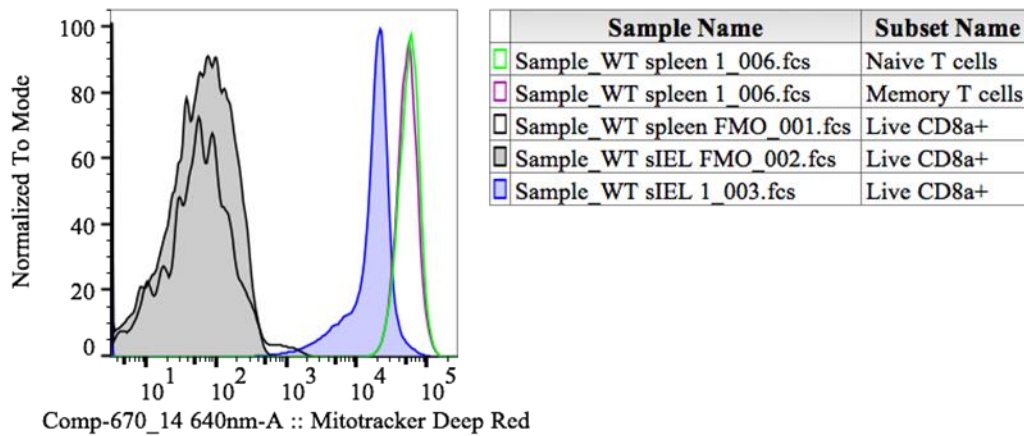 100
80
60
40
20
0
Normalized To Mode
10^1 10^2 10^3 10^4 10^5
Comp-670_14 640nm-A :: Mitotracker Deep Red
Sample Name Subset Name
Sample_WT spleen 1_006.fcs Naive T cells
Sample_WT spleen 1_006.fcs Memory T cells
Sample_WT spleen FMO_001.fcs Live CD8a+
Sample_WT sIEL FMO_002.fcs Live CD8a+
Sample_WT sIEL 1_003.fcs Live CD8a+